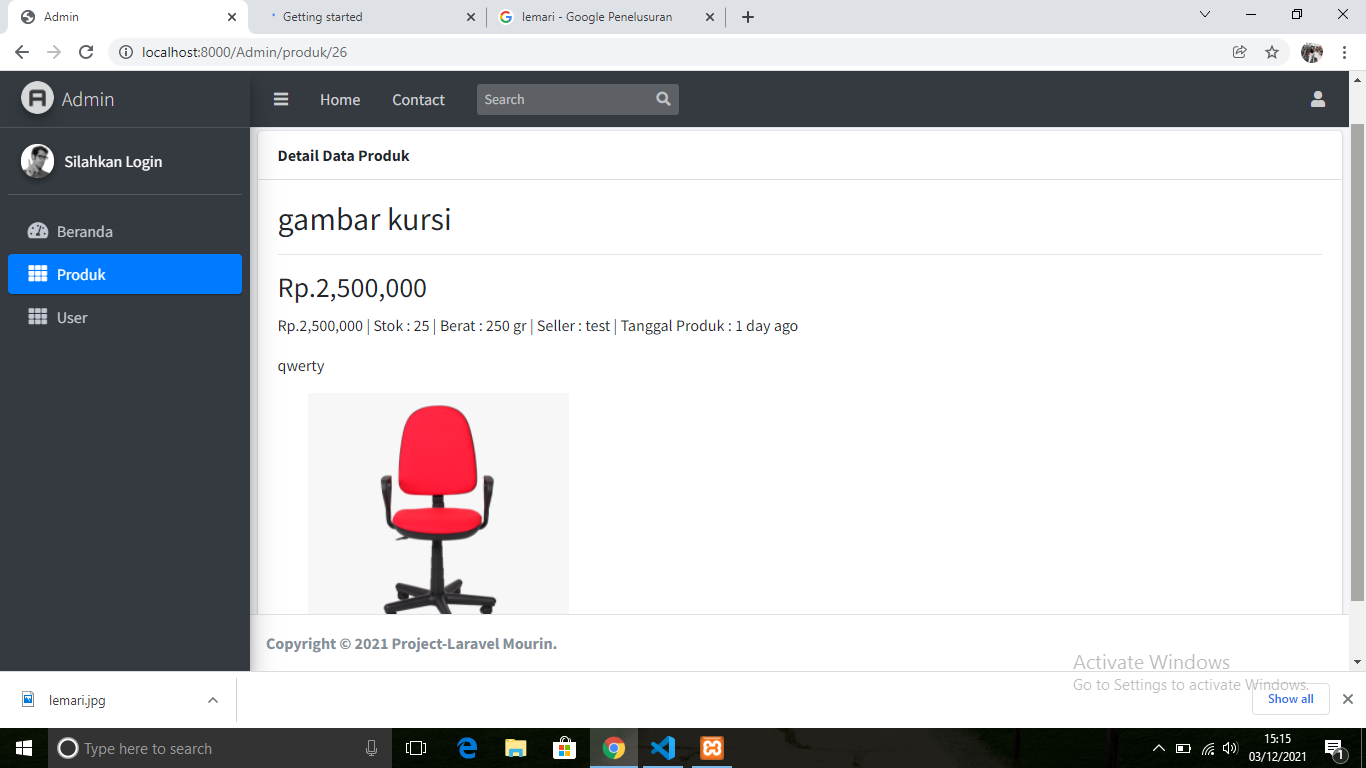 Admin
Getting started
lemari - Google Penelusuran
localhost:8000/Admin/produk/26
Admin
Home
Contact
Search
Silahkan Login
Beranda
Produk
User
Detail Data Produk
gambar kursi
Rp.2,500,000
Rp.2,500,000 | Stok : 25 | Berat : 250 gr | Seller : test | Tanggal Produk : 1 day ago
qwerty
Copyright © 2021 Project-Laravel Mourin.
Activate Windows
Go to Settings to activate Windows.
lemari.jpg
Show all
Type here to search
15:15
03/12/2021
1